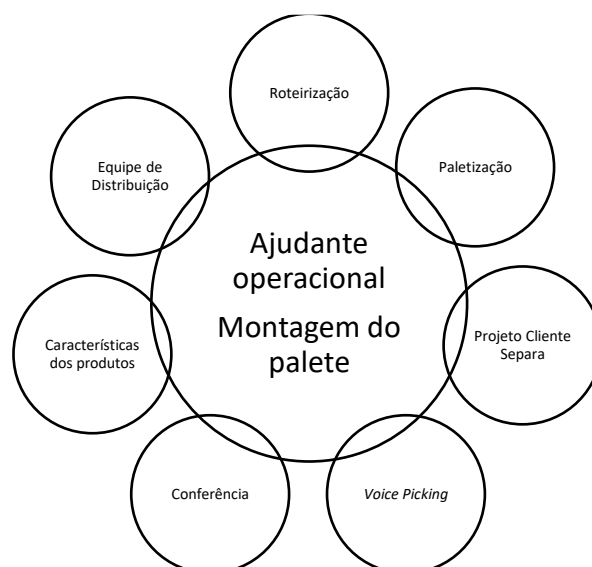 Roteirização
Paletização
Equipe de
Distribuição
Ajudante
operacional
Montagem do
palete
Projeto Cliente
Separa
Características
dos produtos
Conferência
Voice Picking